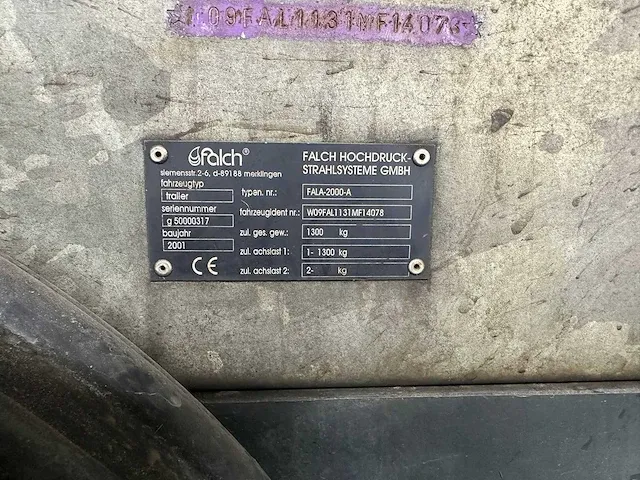 09FAL1131MF14078
falch®
siemensstr.2-6, d-89188 merklingen
FALCH HOCHDRUCK-
STRAHLSYSTEME GMBH
fahrzeugtyp
trailer
typen. nr.: FALA-2000-A
seriennummer
g 50000317
fahrzeugident nr.: W09FAL1131MF14078
baujahr
2001
zul. ges. gew.: 1300 kg
zul. achslast 1: 1- 1300 kg
CE
zul. achslast 2: 2- kg